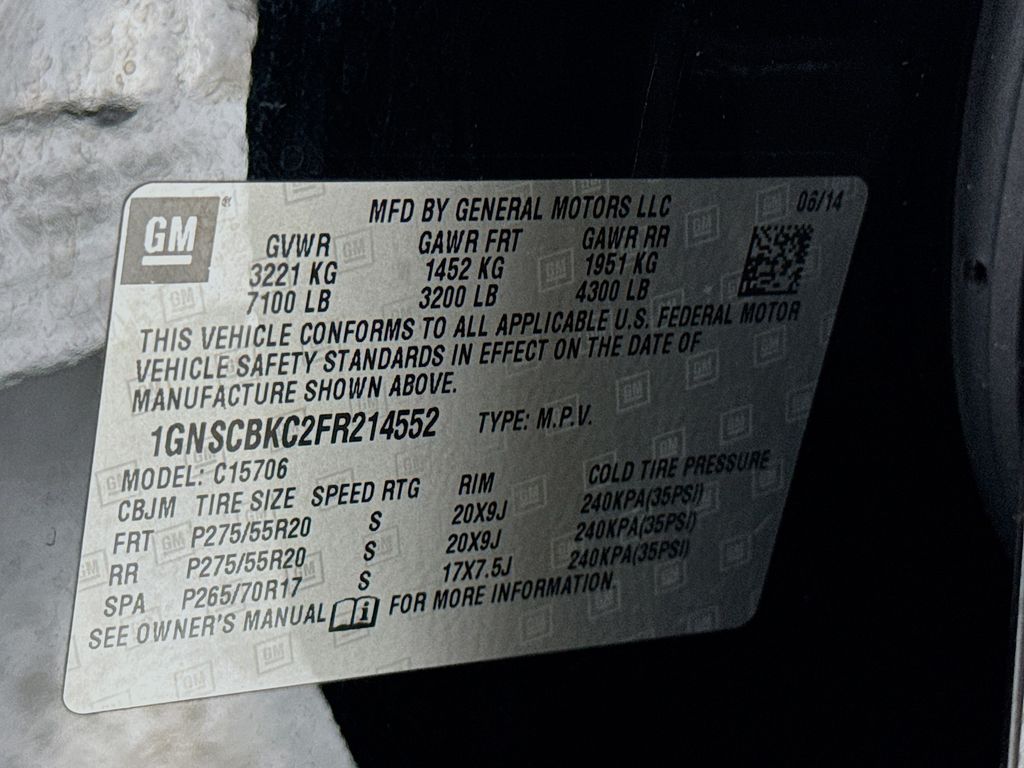 GM ®
MFD BY GENERAL MOTORS LLC 06/14
GVWR GAWR FRT GAWR RR
3221 KG 1452 KG 1951 KG
7100 LB 3200 LB 4300 LB
THIS VEHICLE CONFORMS TO ALL APPLICABLE U.S. FEDERAL MOTOR
VEHICLE SAFETY STANDARDS IN EFFECT ON THE DATE OF
MANUFACTURE SHOWN ABOVE.
1GNSCBKC2FR214552 TYPE: M.P.V.
MODEL: C15706
CBJM TIRE SIZE SPEED RTG RIM COLD TIRE PRESSURE
FRT P275/55R20 S 20X9J 240KPA(35PSI)
RR P275/55R20 S 20X9J 240KPA(35PSI)
SPA P265/70R17 S 17X7.5J 240KPA(35PSI)
SEE OWNER'S MANUAL FOR MORE INFORMATION